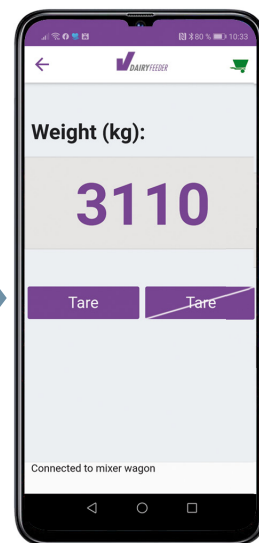 80 % 10:33
DAIRYFEEDER
Weight (kg):
3110
Tare Tare
Connected to mixer wagon